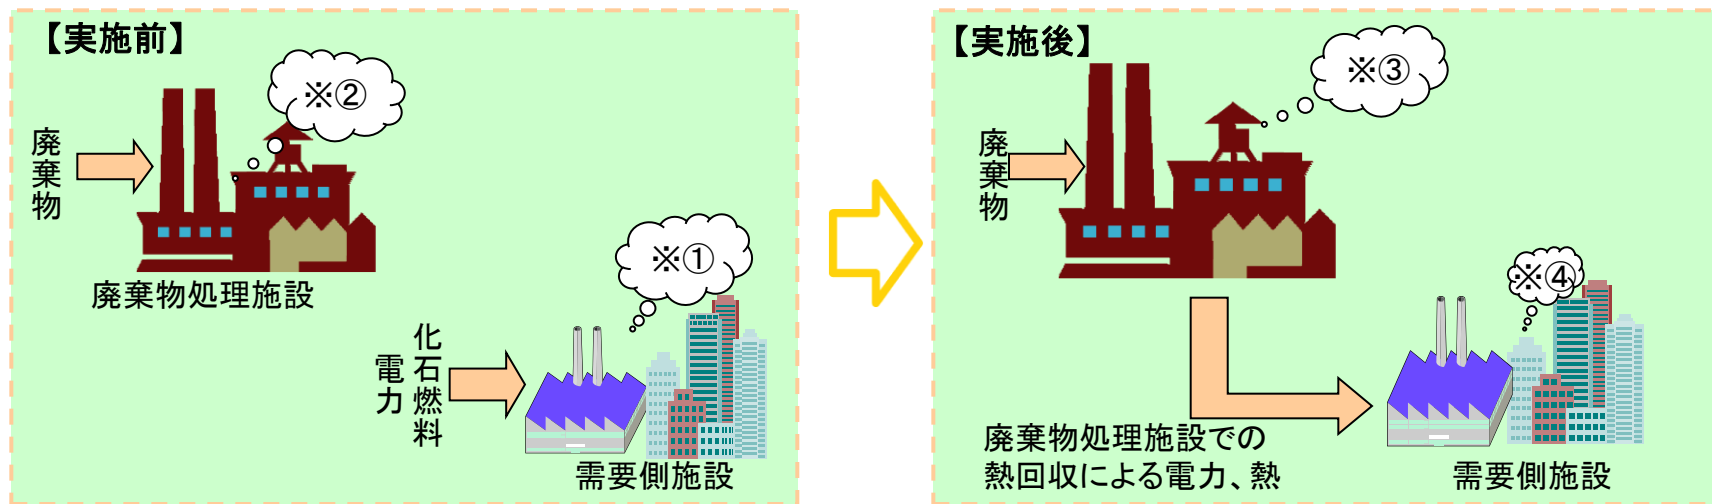 【実施前】
※②
廃棄物
廃棄物処理施設
※①
化石燃料
電力
需要側施設
【実施後】
※③
廃棄物
※④
廃棄物処理施設での
熱回収による電力、熱
需要側施設